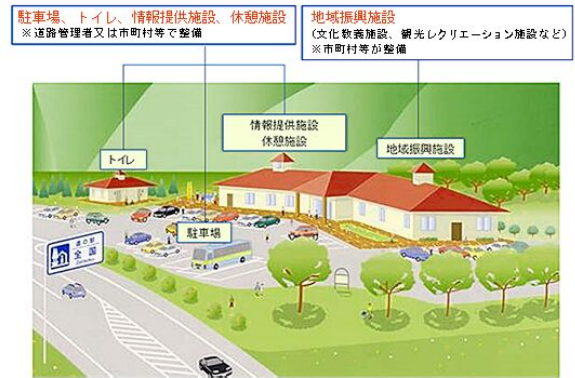 駐車場、トイレ、情報提供施設、休憩施設
※道路管理者又は市町村等で整備
地域振興施設
(文化教養施設、観光レクリエーション施設など)
※市町村等が整備
情報提供施設
休憩施設
トイレ
地域振興施設
駐車場
道の駅
全国